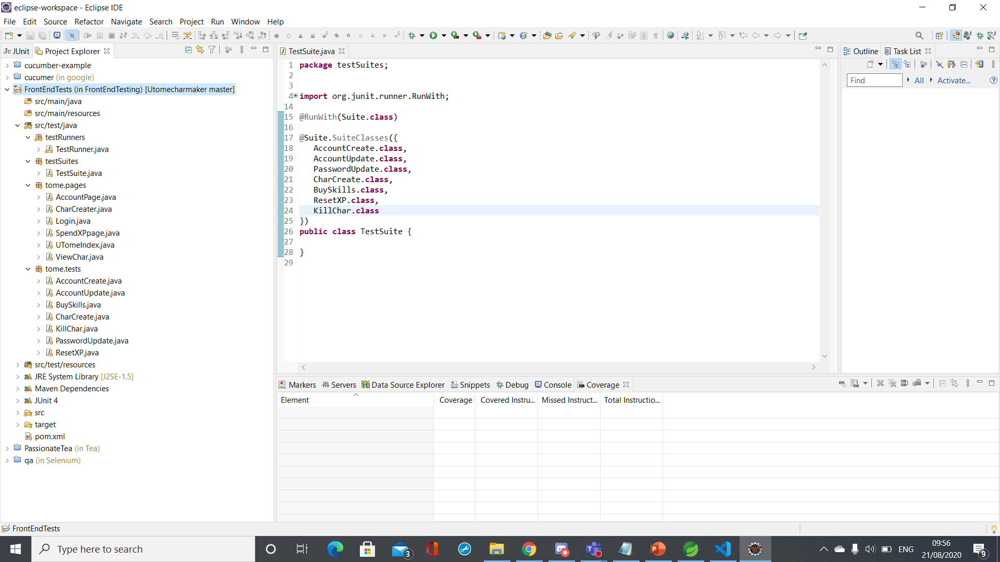 eclipse-workspace - Eclipse IDE
File Edit Source Refactor Navigate Search Project Run Window Help
JUnit Project Explorer
cucumber-example
cucumer (in google)
FrontEndTests (in FrontEndTesting) [Utomecharmaker master]
src/main/java
src/main/resources
src/test/java
testRunners
TestRunner.java
testSuites
TestSuite.java
tome.pages
AccountPage.java
CharCreater.java
Login.java
SpendXPpage.java
UTomeIndex.java
ViewChar.java
tome.tests
AccountCreate.java
AccountUpdate.java
BuySkills.java
CharCreate.java
KillChar.java
PasswordUpdate.java
ResetXP.java
src/test/resources
JRE System Library [J2SE-1.5]
Maven Dependencies
JUnit 4
src
target
pom.xml
PassionateTea (in Tea)
qa (in Selenium)
TestSuite.java
1 package testSuites;
2
3
4 import org.junit.runner.RunWith;
14
15 @RunWith(Suite.class)
16
17 @Suite.SuiteClasses({
18 AccountCreate.class,
19 AccountUpdate.class,
20 PasswordUpdate.class,
21 CharCreate.class,
22 BuySkills.class,
23 ResetXP.class,
24 KillChar.class
25 })
26 public class TestSuite {
27
28 }
29
Outline Task List
Find All Activate...
Markers Servers Data Source Explorer Snippets Debug Console Coverage
Element Coverage Covered Instru... Missed Instruct... Total Instructio...
FrontEndTests
Type here to search
3
ENG
09:56
21/08/2020
9